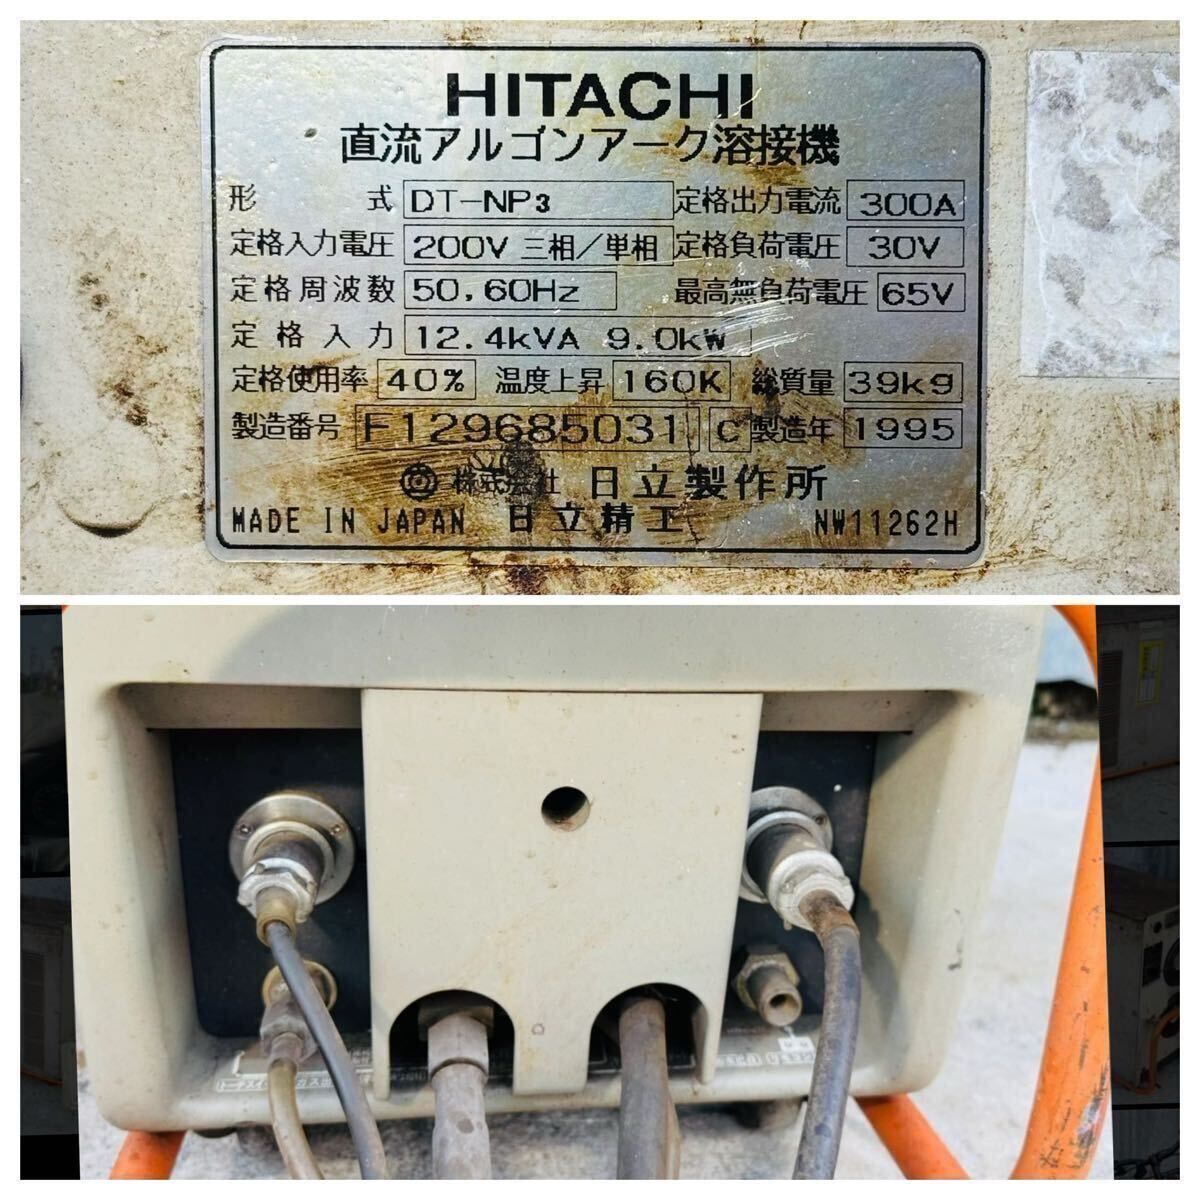 HITACHI
直流アルゴンアーク溶接機
形式 DT-NP3 定格出力電流 300A
定格入力電圧 200V 三相/単相 定格負荷電圧 30V
定格周波数 50,60Hz 最高無負荷電圧 65V
定格入力 12.4kVA 9.0kW
定格使用率 40% 温度上昇 160K 総質量 39kg
製造番号 F129685031 C 製造年 1995
株式会社 日立製作所
MADE IN JAPAN 日立精工 NW11262H